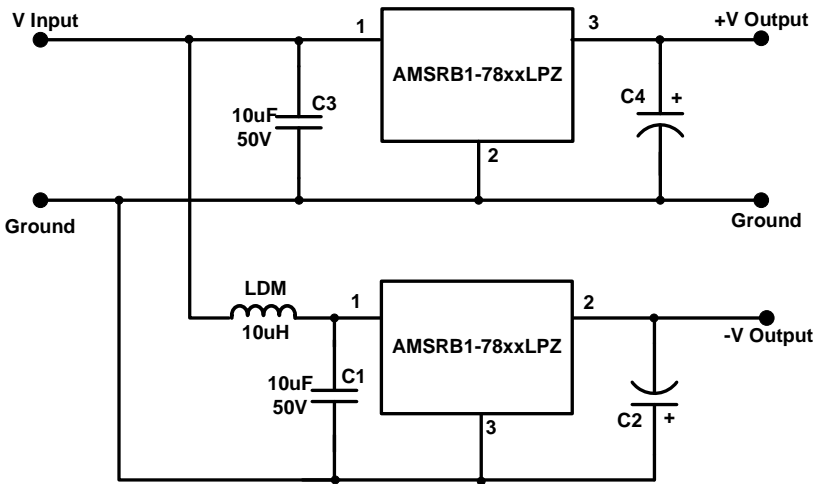 V Input
1
AMSRB1-78xxLPZ
3
+V Output
10uF
50V
C3
2
C4
+
Ground
Ground
LDM
10uH
1
AMSRB1-78xxLPZ
2
-V Output
10uF
50V
C1
3
C2
+